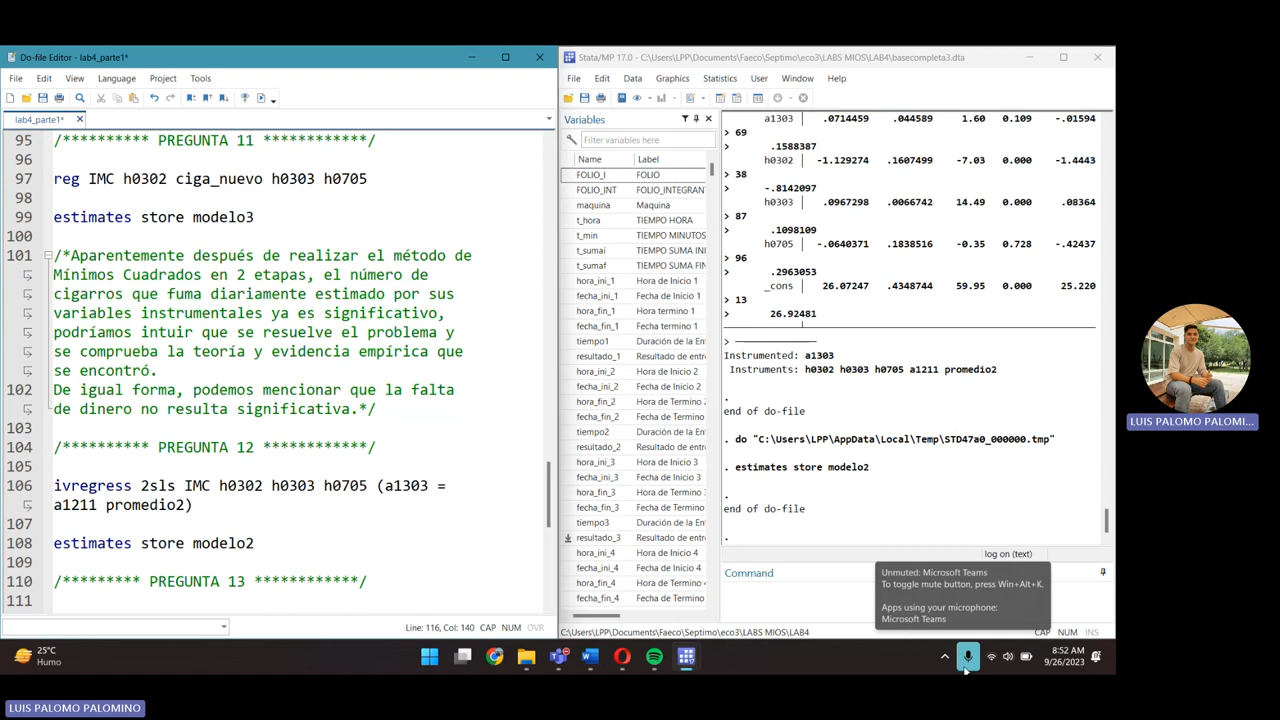 Do-file Editor - lab4_parte1*
File Edit View Language Project Tools
lab4_parte1*
95 /********** PREGUNTA 11 ************/
96
97 reg IMC h0302 ciga_nuevo h0303 h0705
98
99 estimates store modelo3
100
101 /*Aparentemente después de realizar el método de
Mínimos Cuadrados en 2 etapas, el número de
cigarros que fuma diariamente estimado por sus
variables instrumentales ya es significativo,
podríamos intuir que se resuelve el problema y
se comprueba la teoría y evidencia empírica que
se encontró.
102 De igual forma, podemos mencionar que la falta
de dinero no resulta significativa.*/
103
104 /********** PREGUNTA 12 ************/
105
106 ivregress 2sls IMC h0302 h0303 h0705 (a1303 =
a1211 promedio2)
107
108 estimates store modelo2
109
110 /********* PREGUNTA 13 ************/
111
Line: 116, Col: 140 CAP NUM OVR
Stata/MP 17.0 - C:\Users\LPP\Documents\Faeco\Septimo\eco3\LABS MIOS\LAB4\basecompleta3.dta
File Edit Data Graphics Statistics User Window Help
Variables
Filter variables here
Name Label
FOLIO_I FOLIO
FOLIO_INT FOLIO_INTEGRAN
maquina Maquina
t_hora TIEMPO HORA
t_min TIEMPO MINUTOS
t_sumai TIEMPO SUMA INI
t_sumaf TIEMPO SUMA FIN
hora_ini_1 Hora de Inicio 1
fecha_ini_1 Fecha de Inicio 1
hora_fin_1 Hora termino 1
fecha_fin_1 Fecha termino 1
tiempo1 Duración de la Ent
resultado_1 Resultado de entre
hora_ini_2 Hora de Inicio 2
fecha_ini_2 Fecha de Inicio 2
hora_fin_2 Hora de Termino 2
fecha_fin_2 Fecha de Termino
tiempo2 Duración de la Ent
resultado_2 Resultado de entre
hora_ini_3 Hora de Inicio 3
fecha_ini_3 Fecha de Inicio 3
hora_fin_3 Hora de Termino 3
fecha_fin_3 Fecha de Termino
tiempo3 Duración de la Ent
resultado_3 Resultado de entre
hora_ini_4 Hora de Inicio 4
fecha_ini_4 Fecha de Inicio 4
hora_fin_4 Hora de Termino 4
fecha_fin_4 Fecha de Termino
a1303 | .0714459 .044589 1.60 0.109 -.01594
> 69
.1588387
h0302 | -1.129274 .1607499 -7.03 0.000 -1.4443
> 38
-.8142097
h0303 | .0967298 .0066742 14.49 0.000 .08364
> 87
.1098109
h0705 | -.0640371 .1838516 -0.35 0.728 -.42437
> 96
.2963053
_cons | 26.07247 .4348744 59.95 0.000 25.220
> 13
26.92481
>
Instrumented: a1303
Instruments: h0302 h0303 h0705 a1211 promedio2
.
end of do-file
. do "C:\Users\LPP\AppData\Local\Temp\STD47a0_000000.tmp"
. estimates store modelo2
.
end of do-file
.
log on (text)
Command
C:\Users\LPP\Documents\Faeco\Septimo\eco3\LABS MIOS\LAB4
CAP NUM INS
Unmuted: Microsoft Teams
To toggle mute button, press Win+Alt+K.
Apps using your microphone:
Microsoft Teams
25°C
Humo
8:52 AM
9/26/2023
LUIS PALOMO PALOMI...
LUIS PALOMO PALOMINO